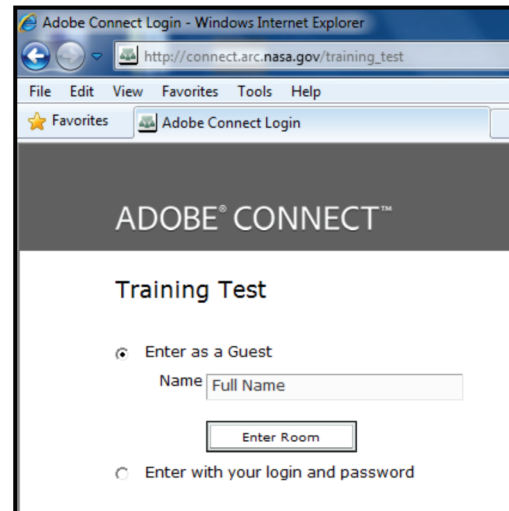 Adobe Connect Login - Windows Internet Explorer
http://connect.arc.nasa.gov/training_test
File Edit View Favorites Tools Help
Favorites Adobe Connect Login
ADOBE® CONNECT™
Training Test
Enter as a Guest
Name Full Name
Enter Room
Enter with your login and password